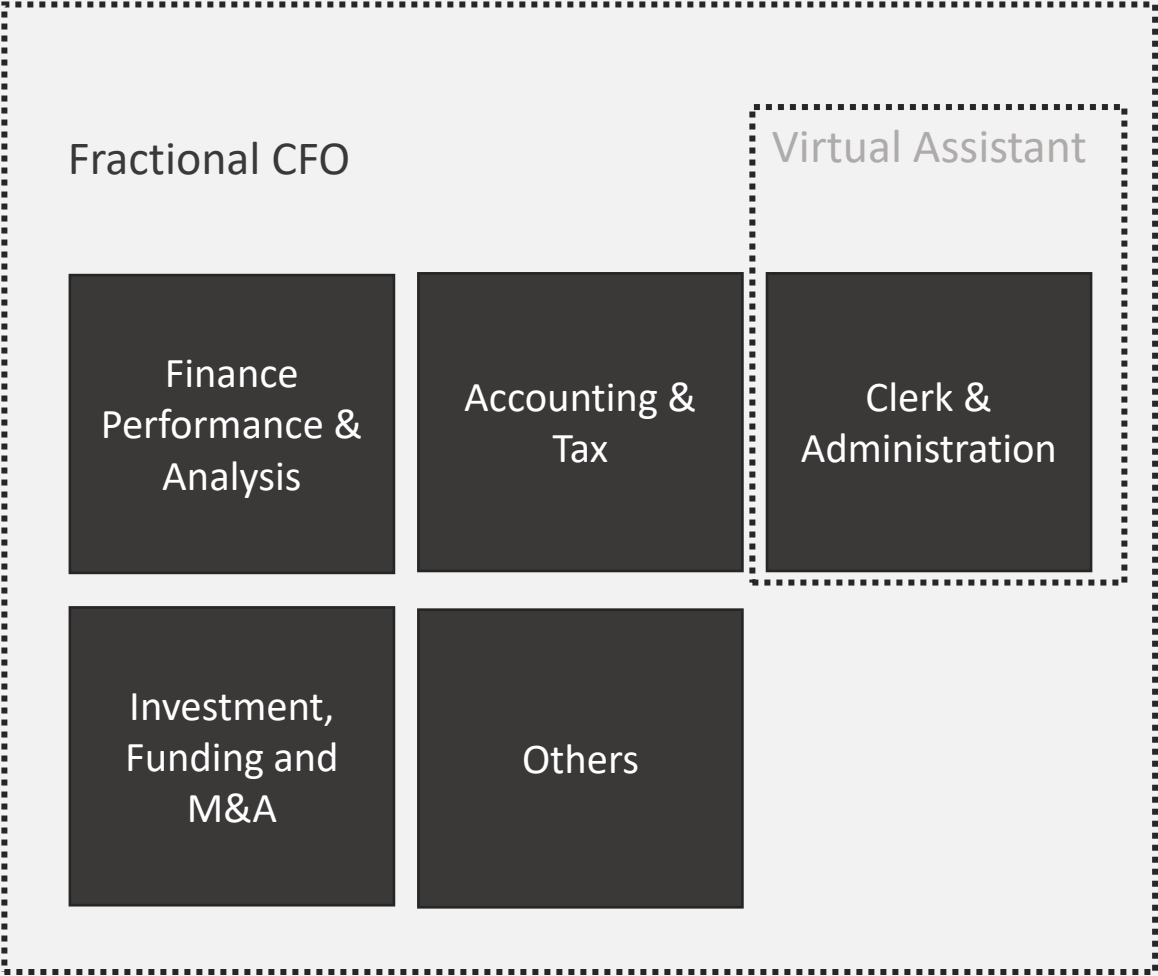 Fractional CFO
Virtual Assistant
Finance
Performance &
Analysis
Accounting &
Tax
Clerk &
Administration
Investment,
Funding and
M&A
Others